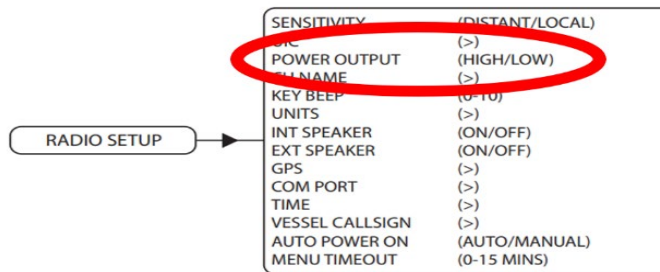 SENSITIVITY (DISTANT/LOCAL)
UIC (>)
POWER OUTPUT (HIGH/LOW)
CH NAME (>)
KEY BEEP (0-10)
UNITS (>)
RADIO SETUP
INT SPEAKER (ON/OFF)
EXT SPEAKER (ON/OFF)
GPS (>)
COM PORT (>)
TIME (>)
VESSEL CALLSIGN (>)
AUTO POWER ON (AUTO/MANUAL)
MENU TIMEOUT (0-15 MINS)